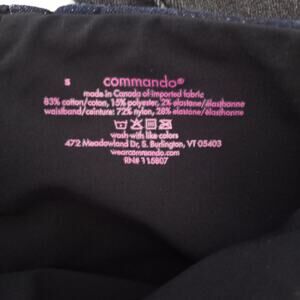 S
commando®
made in Canada of imported fabric
83% cotton/coton, 15% polyester, 2% elastane/élasthanne
waistband/ceinture: 72% nylon, 28% elastane/élasthanne
wash with like colors
472 Meadowland Dr, S. Burlington, VT 05403
wearcommando.com
RN# 115807